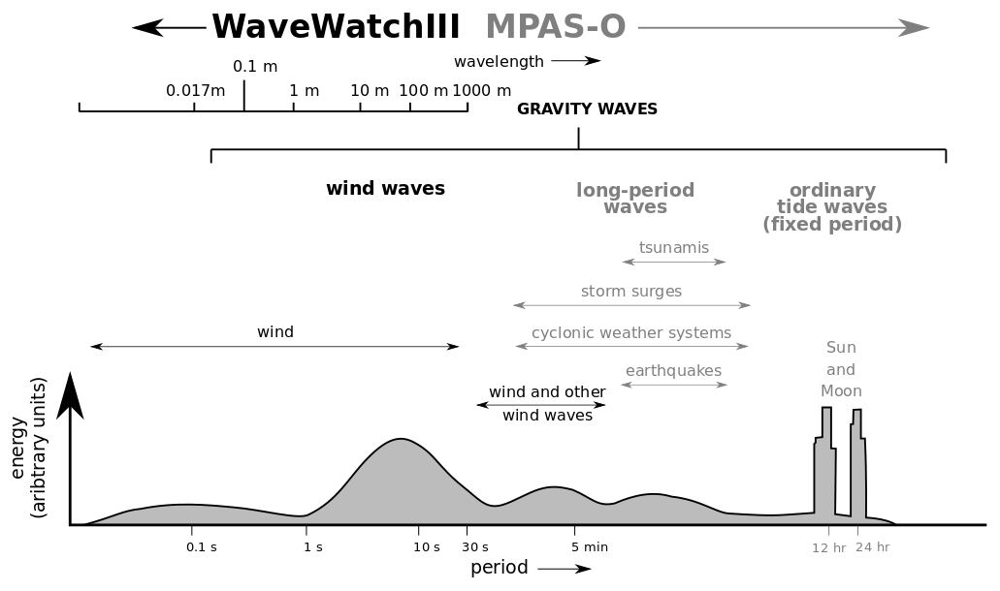 WaveWatchIII MPAS-O
wavelength
0.1 m
0.017m 1 m 10 m 100 m 1000 m
GRAVITY WAVES
wind waves
long-period
waves
ordinary
tide waves
(fixed period)
tsunamis
storm surges
wind
cyclonic weather systems
Sun
and
Moon
earthquakes
wind and other
wind waves
energy
(aribtrary units)
0.1 s 1 s 10 s 30 s 5 min 12 hr 24 hr
period